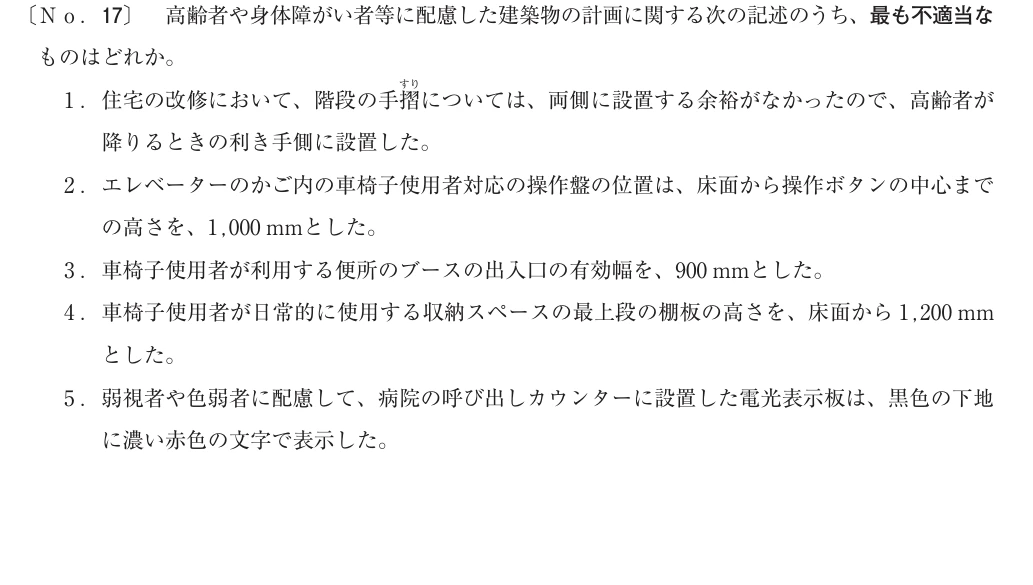 〔No. 17〕 高齢者や身体障がい者等に配慮した建築物の計画に関する次の記述のうち、最も不適当な
ものはどれか。
すり
1. 住宅の改修において、階段の手摺については、両側に設置する余裕がなかったので、高齢者が
降りるときの利き手側に設置した。
2. エレベーターのかご内の車椅子使用者対応の操作盤の位置は、床面から操作ボタンの中心まで
の高さを、1,000 mmとした。
3. 車椅子使用者が利用する便所のブースの出入口の有効幅を、900 mmとした。
4. 車椅子使用者が日常的に使用する収納スペースの最上段の棚板の高さを、床面から 1,200 mm
とした。
5. 弱視者や色弱者に配慮して、病院の呼び出しカウンターに設置した電光表示板は、黒色の下地
に濃い赤色の文字で表示した。